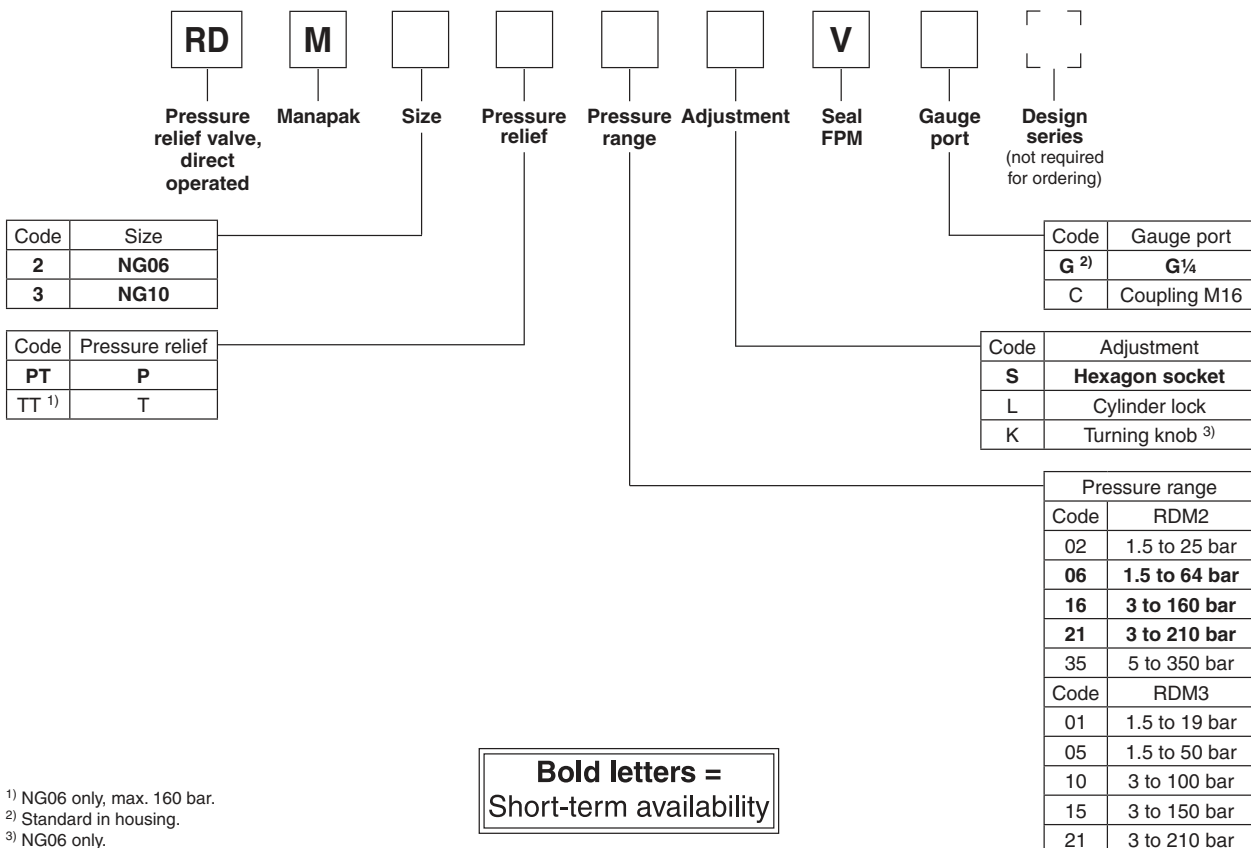 RD M V
Pressure relief valve, direct operated
Manapak
Size
Pressure relief
Pressure range
Adjustment
Seal FPM
Gauge port
Design series (not required for ordering)
Code Size
2 NG06
3 NG10
Code Pressure relief
PT P
TT 1) T
Code Gauge port
G 2) G¼
C Coupling M16
Code Adjustment
S Hexagon socket
L Cylinder lock
K Turning knob 3)
Pressure range
Code RDM2
02 1.5 to 25 bar
06 1.5 to 64 bar
16 3 to 160 bar
21 3 to 210 bar
35 5 to 350 bar
Code RDM3
01 1.5 to 19 bar
05 1.5 to 50 bar
10 3 to 100 bar
15 3 to 150 bar
21 3 to 210 bar
Bold letters =
Short-term availability
1) NG06 only, max. 160 bar.
2) Standard in housing.
3) NG06 only.